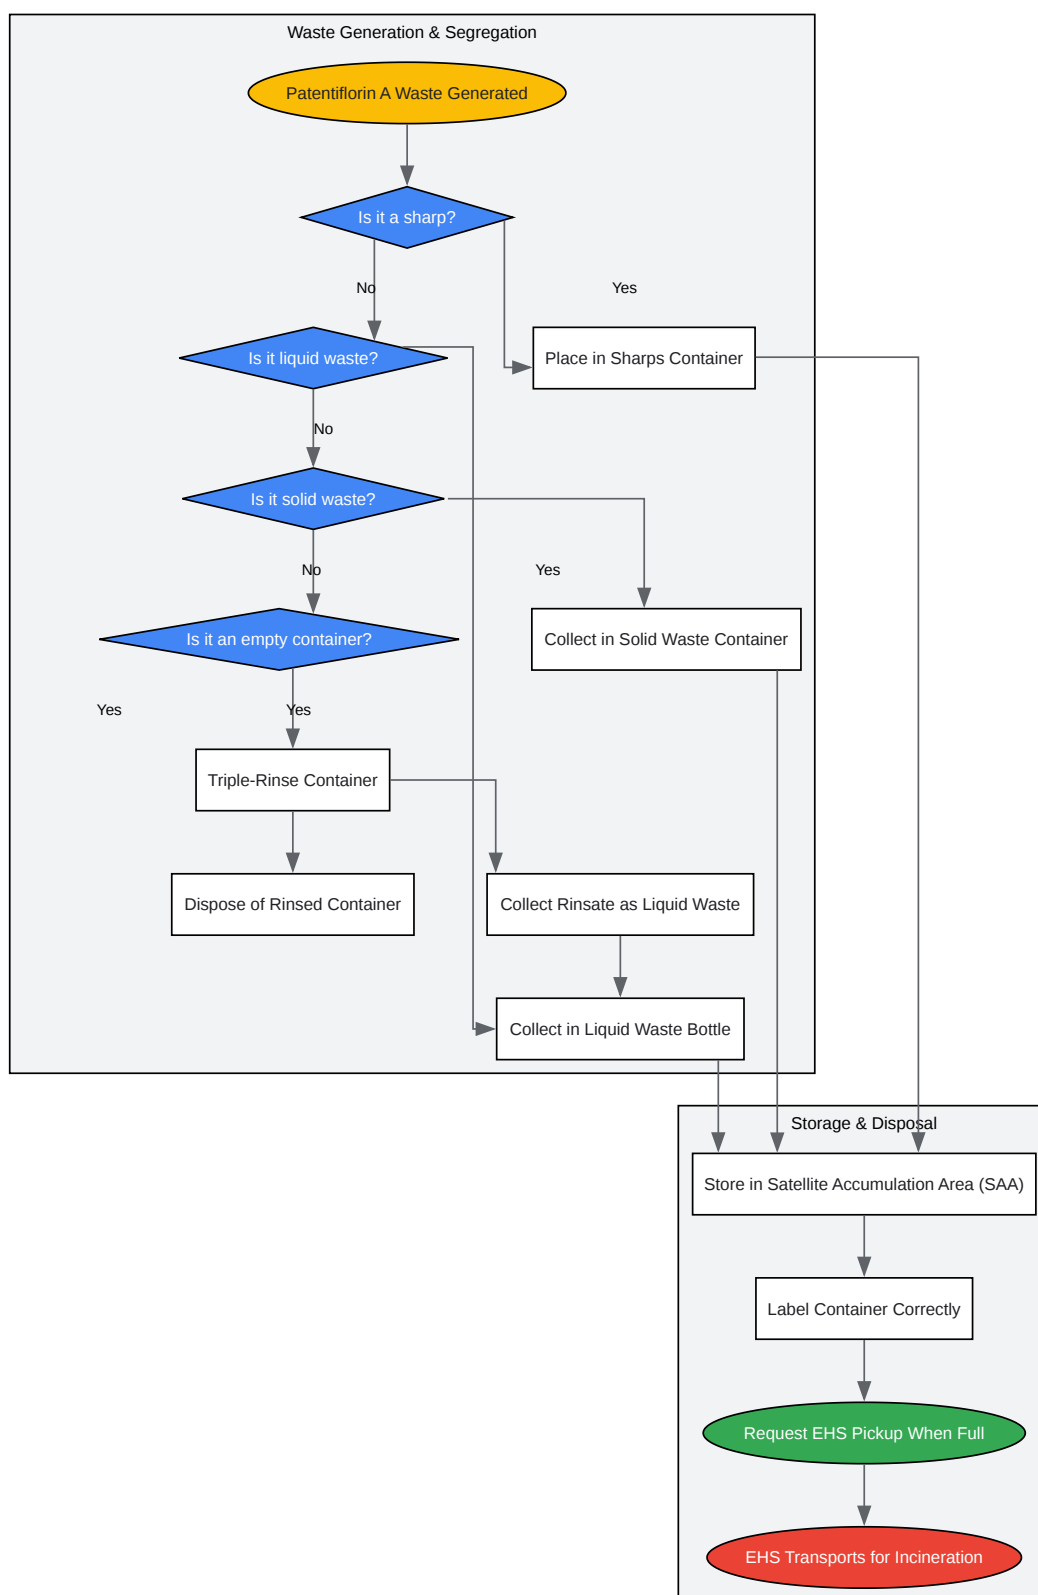 Waste Generation & Segregation
Patentiflorin A Waste Generated
Is it a sharp?
No
Yes
Is it liquid waste?
Place in Sharps Container
No
Is it solid waste?
No
Yes
Is it an empty container?
Collect in Solid Waste Container
Yes
Yes
Triple-Rinse Container
Dispose of Rinsed Container
Collect Rinsate as Liquid Waste
Collect in Liquid Waste Bottle
Storage & Disposal
Store in Satellite Accumulation Area (SAA)
Label Container Correctly
Request EHS Pickup When Full
EHS Transports for Incineration